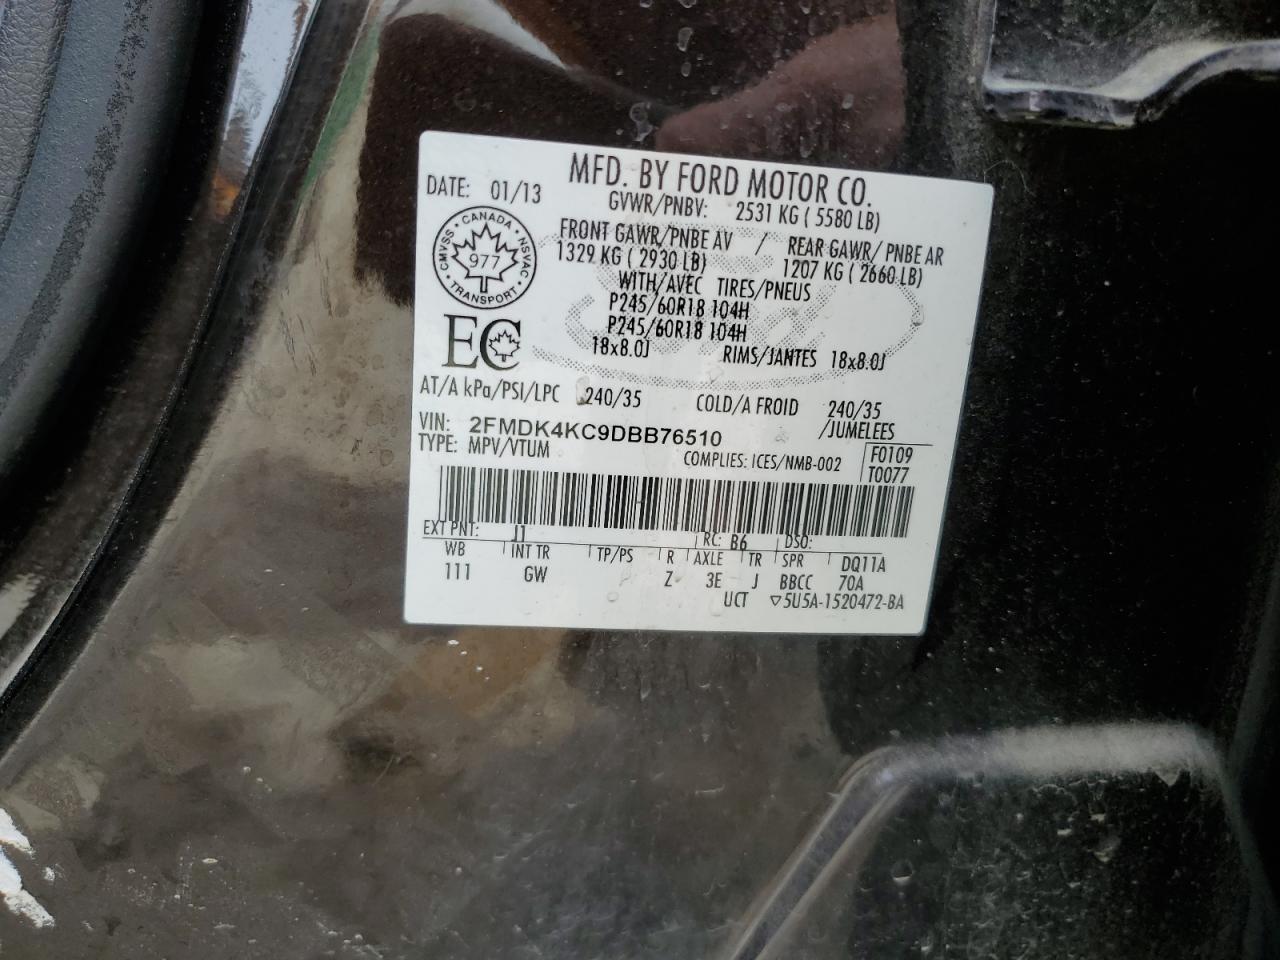 MFD. BY FORD MOTOR CO.
DATE: 01/13
GVWR/PNBV: 2531 KG ( 5580 LB)
FRONT GAWR/PNBE AV / REAR GAWR/ PNBE AR
1329 KG ( 2930 LB) 1207 KG ( 2660 LB)
WITH/AVEC TIRES/PNEUS
P245/60R18 104H
P245/60R18 104H
18x8.0J RIMS/JANTES 18x8.0J
CANADA
CMVSS NSVAC
977
TRANSPORT
EC
AT/A kPa/PSI/LPC 240/35 COLD/A FROID 240/35
VIN: 2FMDK4KC9DBB76510 /JUMELEES
TYPE: MPV/VTUM COMPLIES: ICES/NMB-002 F0109
T0077
EXT PNT: J1 RC: B6 DSO:
WB INT TR TP/PS R AXLE TR SPR DQ11A
111 GW Z 3E J BBCC 70A
UCT ▽5U5A-1520472-BA